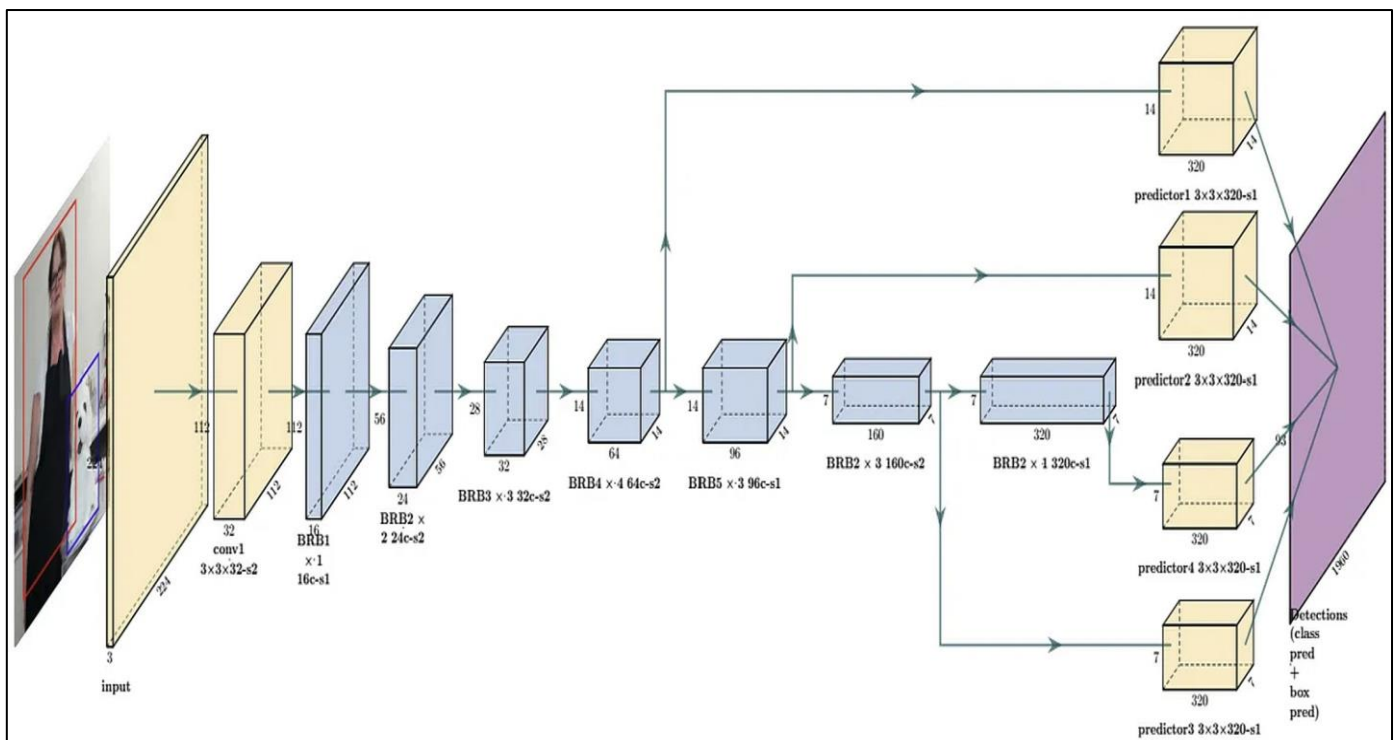 224
3
input
224
112
32
112
conv1
3×3×32-s2
112
16
112
BRB1
×·1
16c-s1
56
24
56
BRB2 ×
2 24c-s2
28
32
28
BRB3 ×·3 32c-s2
14
64
14
BRB4 ×·4 64c-s2
14
96
14
BRB5 ×·3 96c-s1
7
160
7
BRB2 × 3 160c-s2
7
320
7
BRB2 × 1 320c-s1
14
320
14
predictor1 3×3×320-s1
14
320
14
predictor2 3×3×320-s1
7
320
7
predictor4 3×3×320-s1
7
320
7
predictor3 3×3×320-s1
93
1960
Detections
(class
pred
+
box
pred)